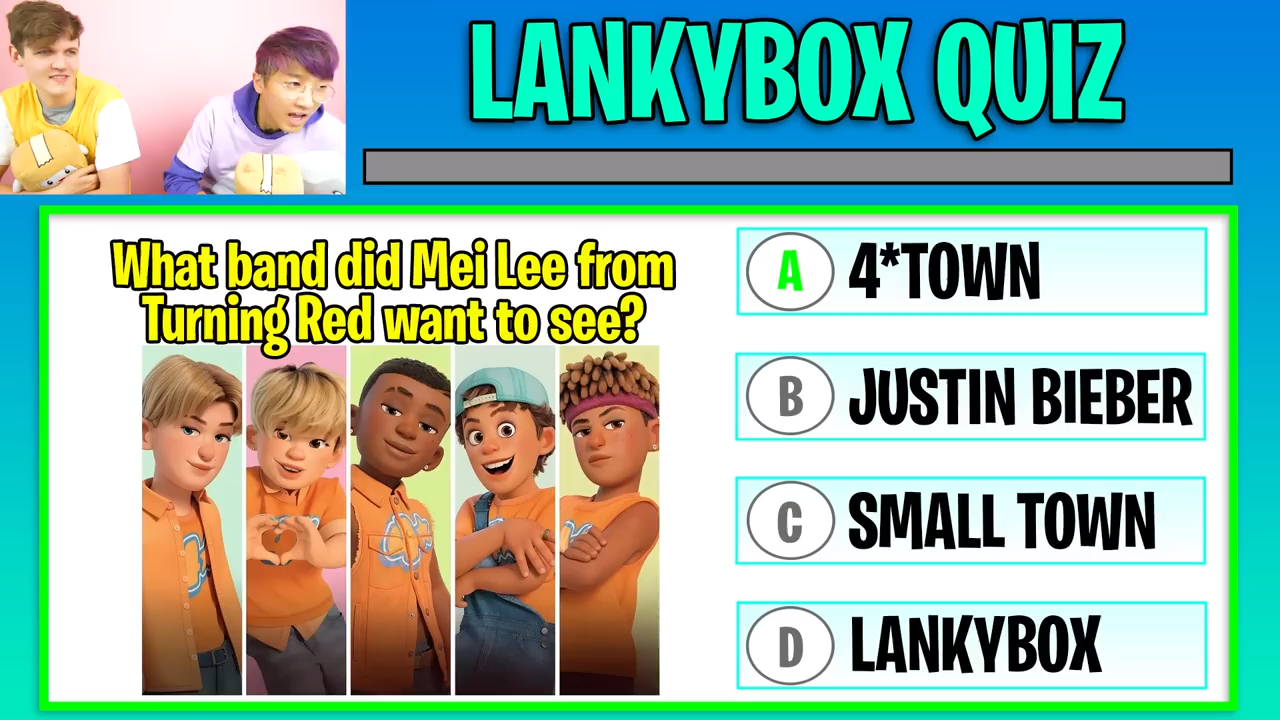 LANKYBOX QUIZ
What band did Mei Lee from
Turning Red want to see?
A 4*TOWN
B JUSTIN BIEBER
C SMALL TOWN
D LANKYBOX